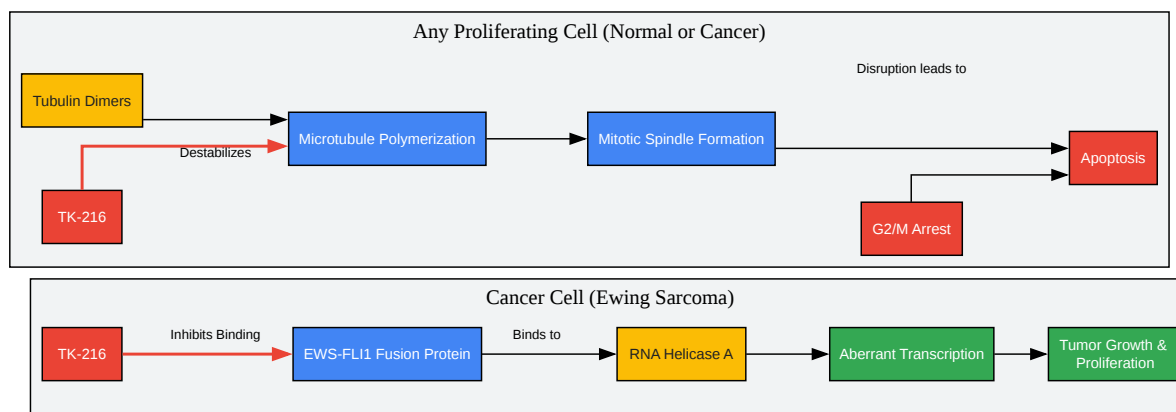 Any Proliferating Cell (Normal or Cancer)
Disruption leads to
Tubulin Dimers
Microtubule Polymerization
Mitotic Spindle Formation
Destabilizes
Apoptosis
TK-216
G2/M Arrest
Cancer Cell (Ewing Sarcoma)
Inhibits Binding
Binds to
TK-216
EWS-FLI1 Fusion Protein
RNA Helicase A
Aberrant Transcription
Tumor Growth &
Proliferation